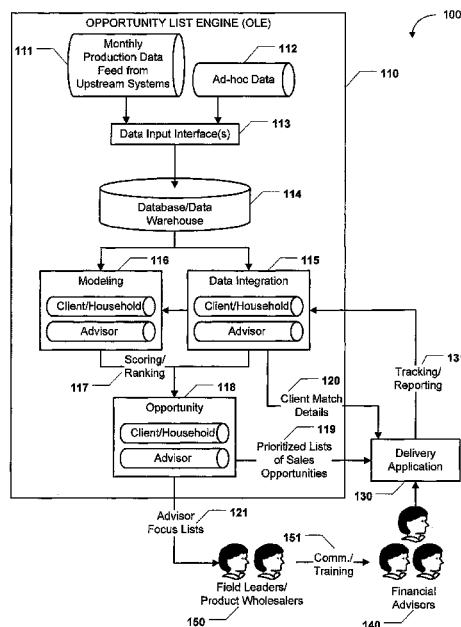 OPPORTUNITY LIST ENGINE (OLE)
100
111
Monthly
Production Data
Feed from
Upstream Systems
112
Ad-hoc Data
110
Data Input Interface(s)
113
114
Database/Data
Warehouse
116
Modeling
Client/Household
Advisor
115
Data Integration
Client/Household
Advisor
Scoring/
Ranking
117
118
Opportunity
Client/Household
Advisor
120
Client Match
Details
119
Prioritized Lists
of Sales
Opportunities
Tracking/
Reporting
Delivery
Application
130
121
Advisor
Focus Lists
151
Comm./
Training
Field Leaders/
Product Wholesalers
150
Financial
Advisors
140